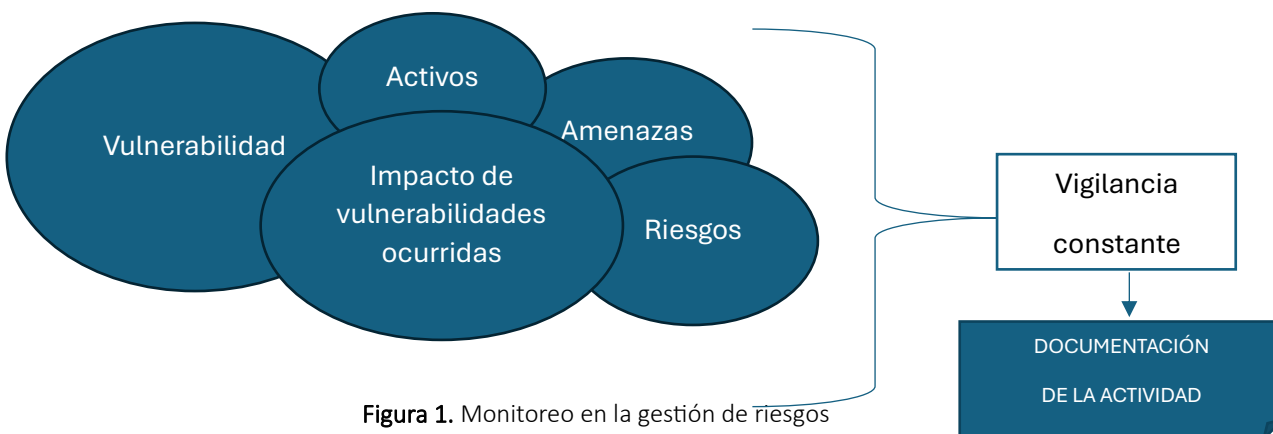 Activos
Vulnerabilidad
Amenazas
Impacto de
vulnerabilidades
ocurridas
Riesgos
Vigilancia
constante
DOCUMENTACIÓN
DE LA ACTIVIDAD
Figura 1. Monitoreo en la gestión de riesgos